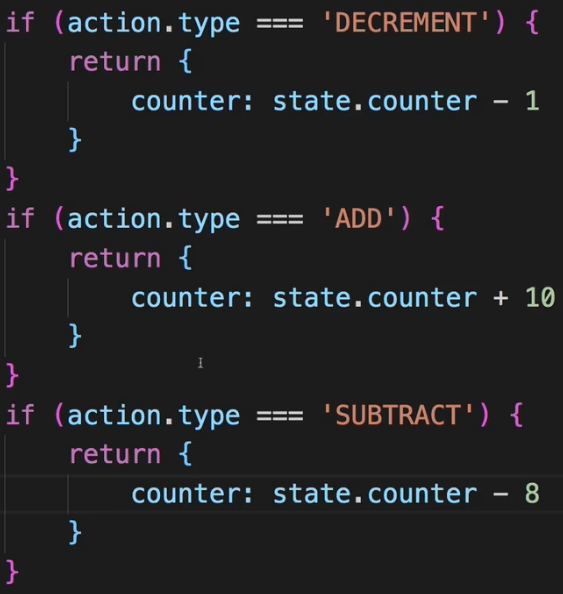 if (action.type === 'DECREMENT') {
    return {
        counter: state.counter - 1
    }
}
if (action.type === 'ADD') {
    return {
        counter: state.counter + 10
    }
}
if (action.type === 'SUBTRACT') {
    return {
        counter: state.counter - 8
    }
}